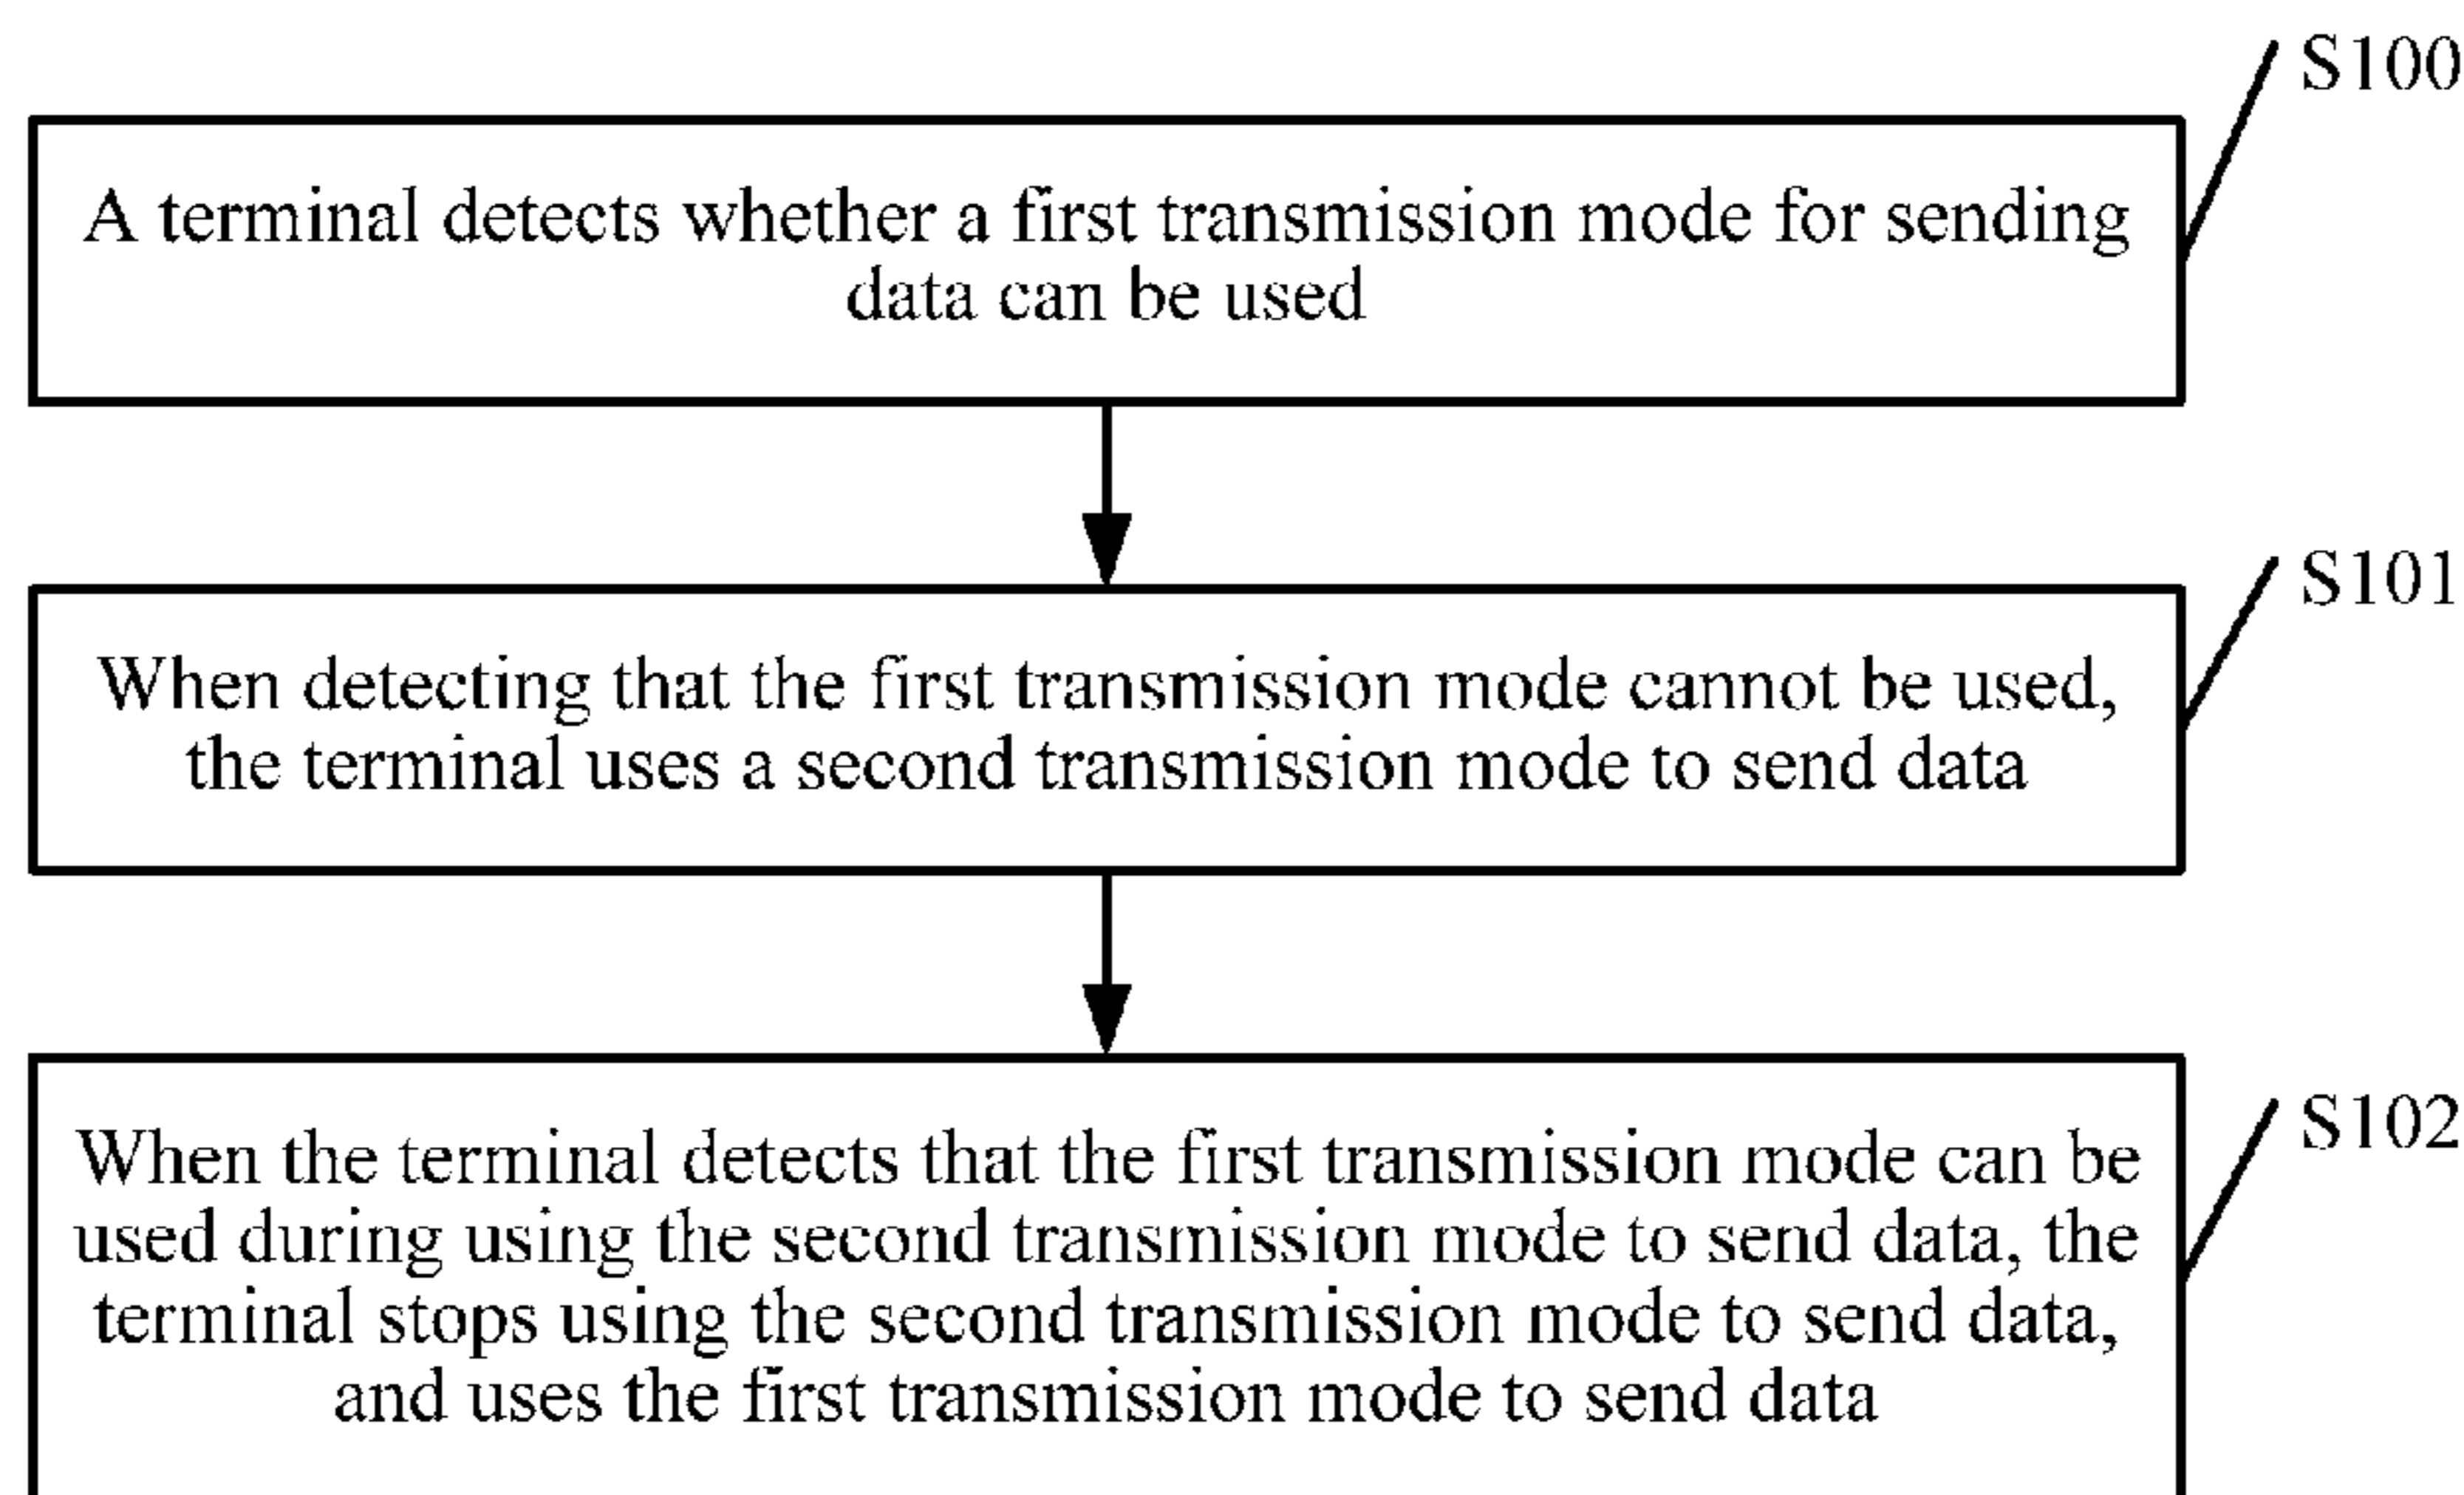 S100
A terminal detects whether a first transmission mode for sending
data can be used
S101
When detecting that the first transmission mode cannot be used,
the terminal uses a second transmission mode to send data
S102
When the terminal detects that the first transmission mode can be
used during using the second transmission mode to send data, the
terminal stops using the second transmission mode to send data,
and uses the first transmission mode to send data